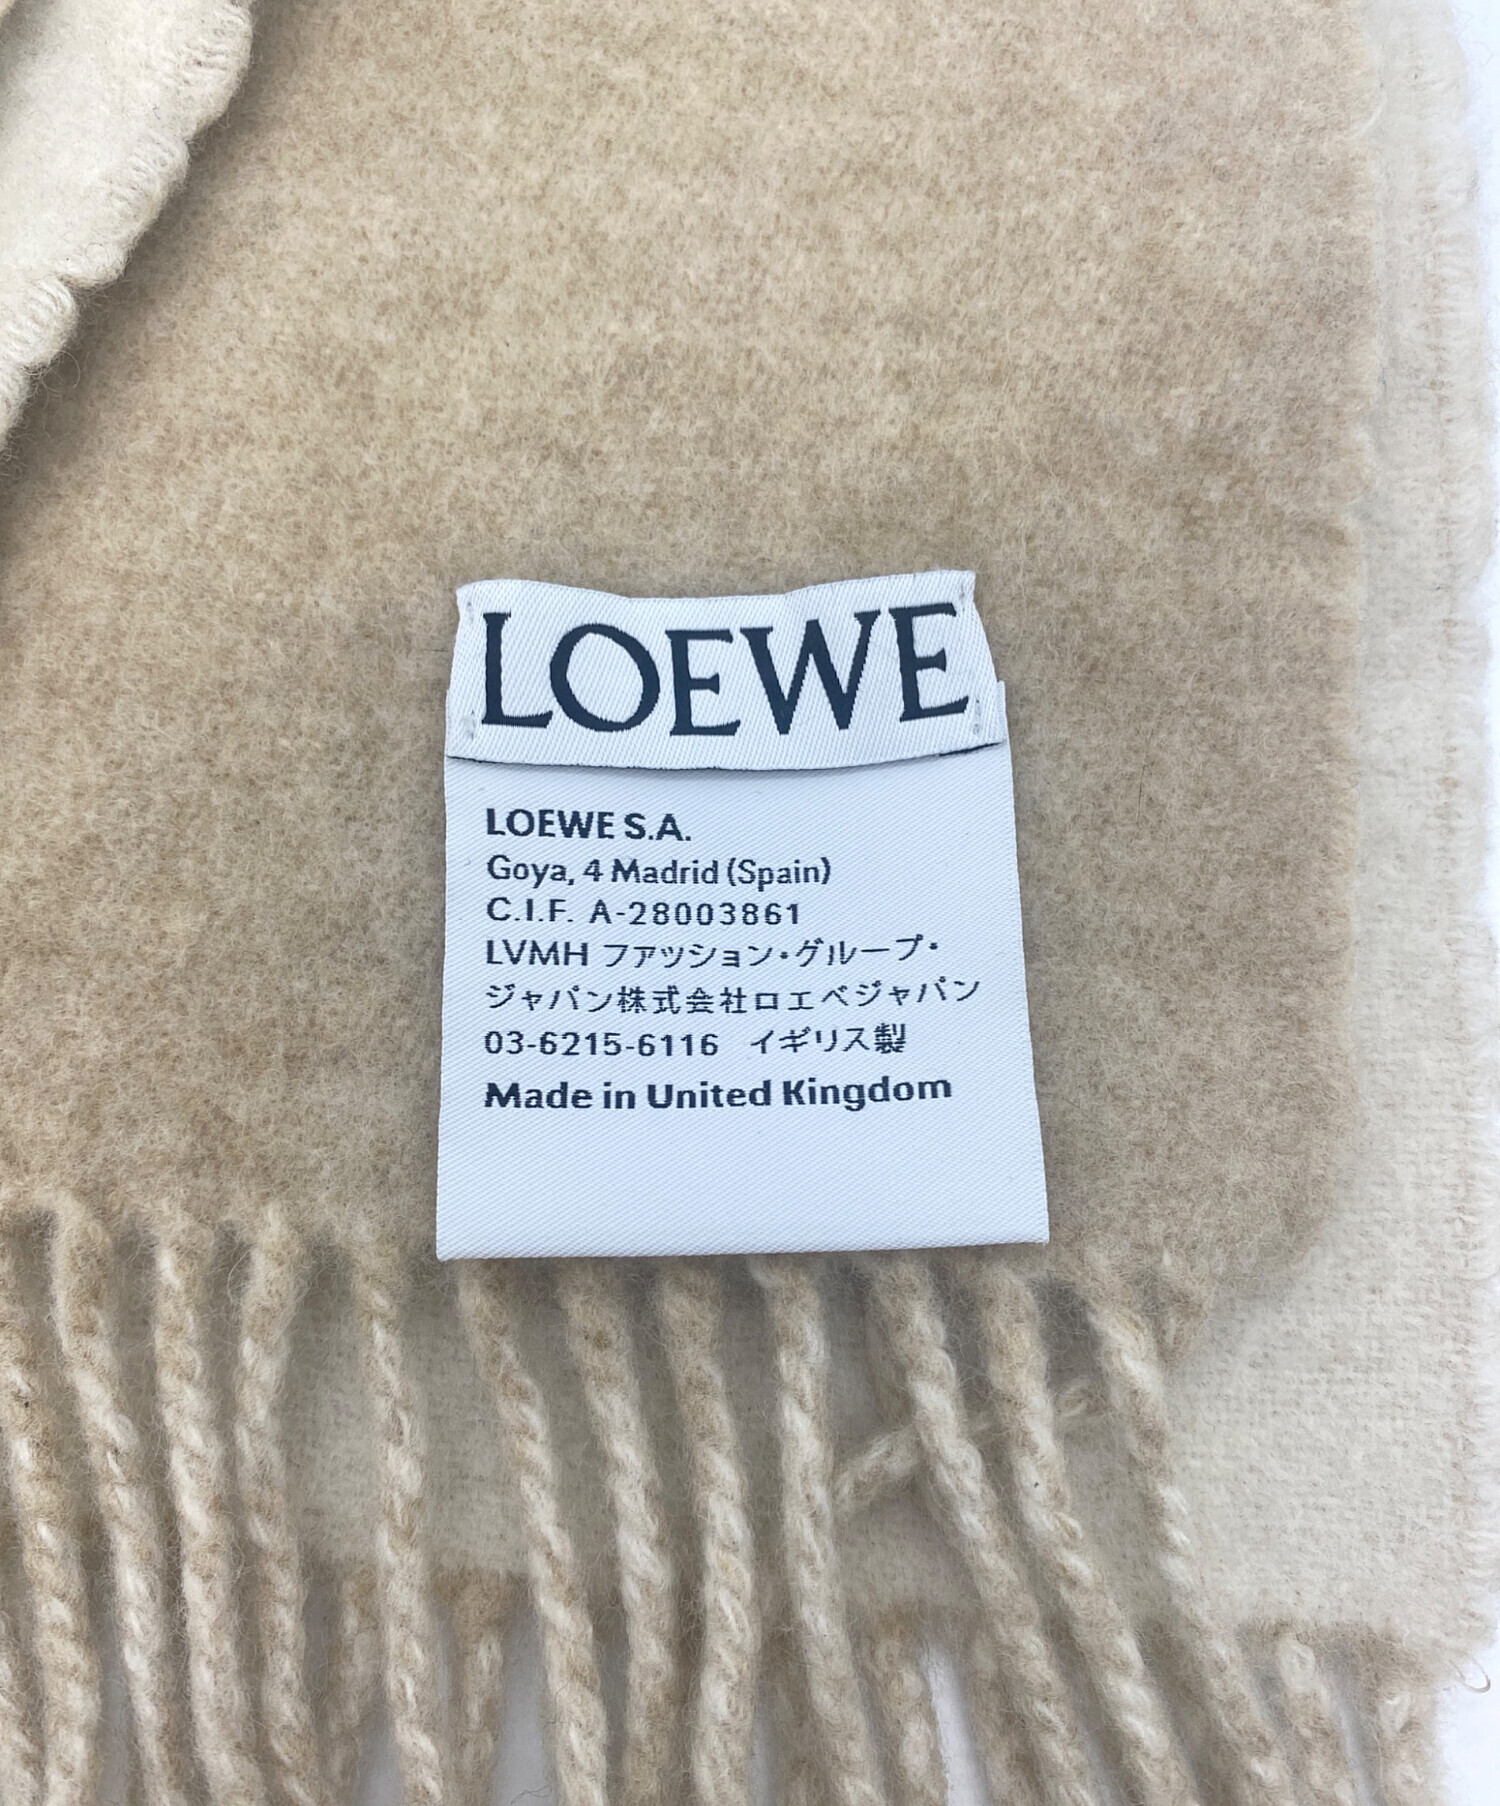 LOEWE
LOEWE S.A.
Goya, 4 Madrid (Spain)
C.I.F. A-28003861
LVMH ファッション・グループ・
ジャパン株式会社ロエベジャパン
03-6215-6116 イギリス製
Made in United Kingdom